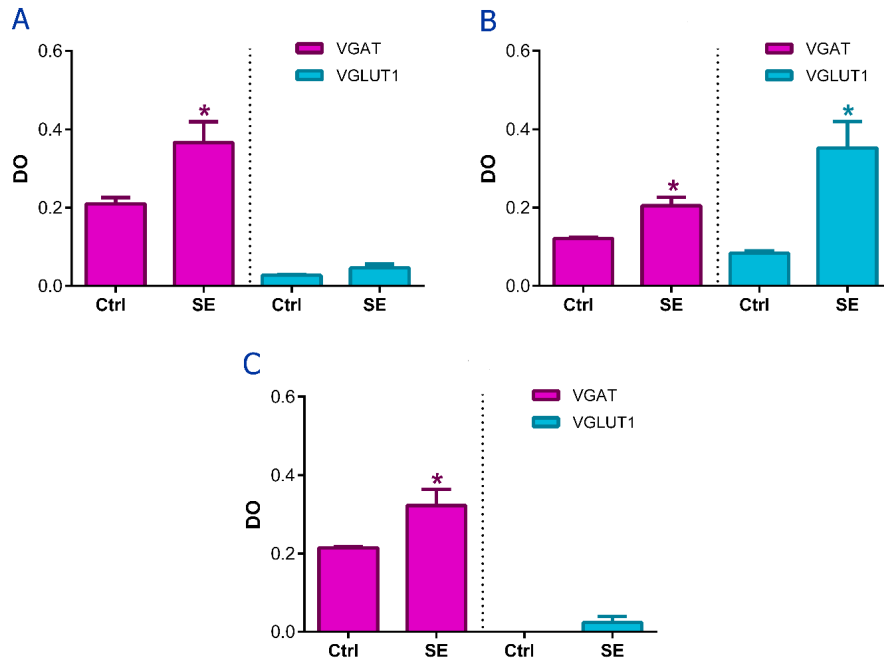 A
0.6
0.4
0.2
0.0
DO
*
VGAT
VGLUT1
Ctrl SE Ctrl SE
B
0.6
0.4
0.2
0.0
DO
*
*
VGAT
VGLUT1
Ctrl SE Ctrl SE
C
0.6
0.4
0.2
0.0
DO
*
VGAT
VGLUT1
Ctrl SE Ctrl SE